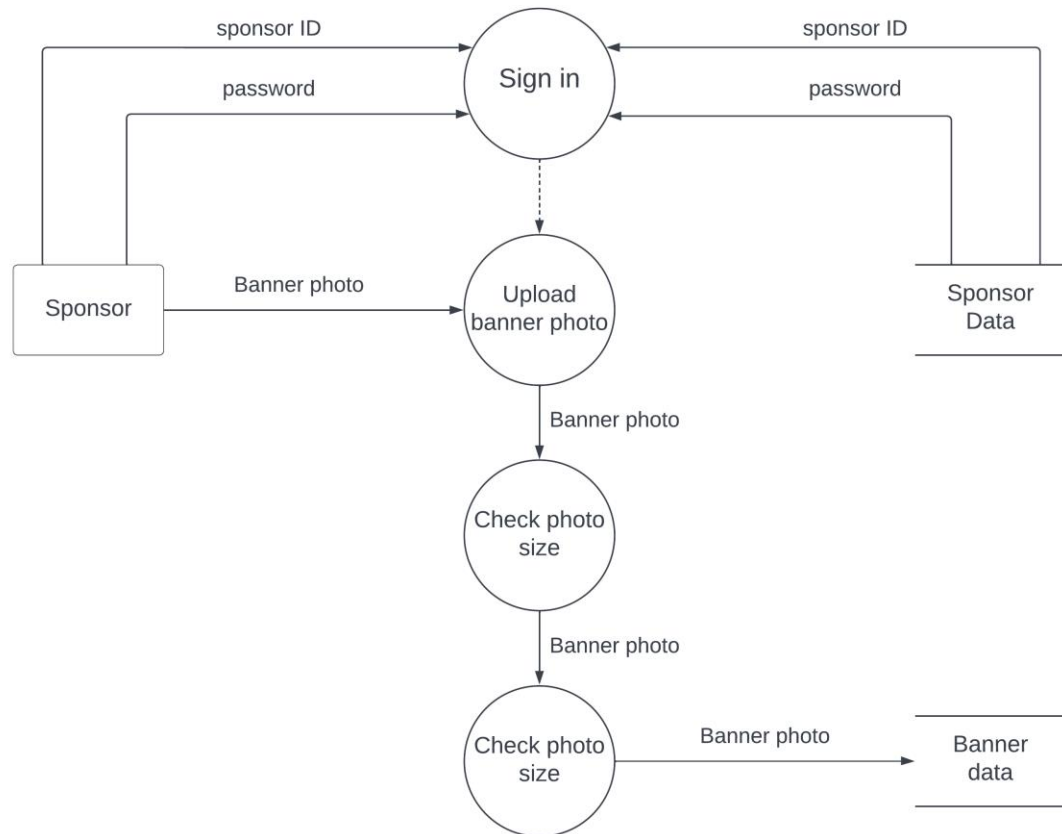 sponsor ID
sponsor ID
Sign in
password
password
Banner photo
Sponsor
Upload
banner photo
Sponsor
Data
Banner photo
Check photo
size
Banner photo
Check photo
size
Banner photo
Banner
data